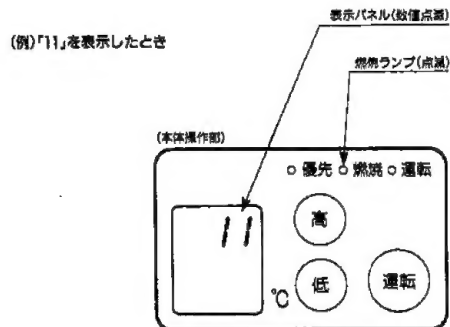 表示パネル(数値点滅)
(例)「11」を表示したとき
燃焼ランプ(点滅)
(本体操作部)
優先 燃焼 運転
11
高
℃ 低 運転